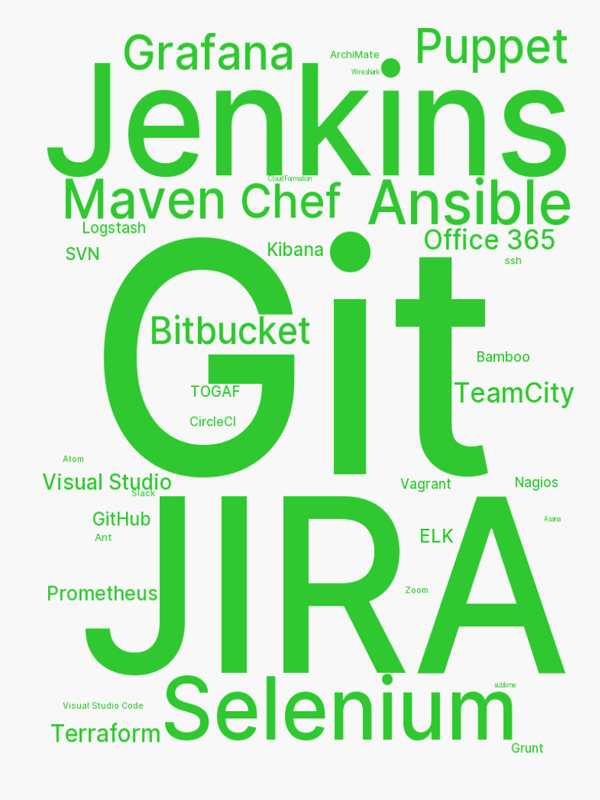 Grafana
ArchiMate
Puppet
Wireshark
Jenkins
Cloud Formation
Maven
Chef
Ansible
Logstash
Office 365
SVN
Kibana
ssh
Git
Bitbucket
Bamboo
TOGAF
TeamCity
CircleCI
Atom
Visual Studio
Vagrant
Nagios
Slack
JIRA
GitHub
Asana
Ant
ELK
Prometheus
Zoom
Selenium
sublime
Visual Studio Code
Terraform
Grunt